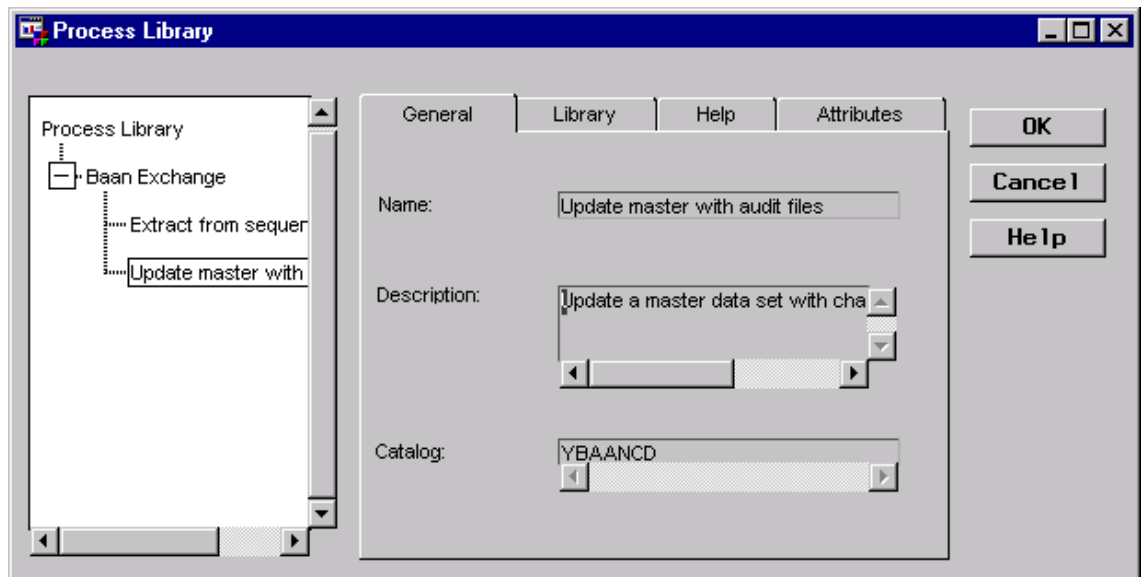 Process Library
Process Library
Baan Exchange
Extract from sequer
Update master with
General
Library
Help
Attributes
Name:
Update master with audit files
Description:
Update a master data set with cha
Catalog:
YBAANCD
OK
Cancel
Help